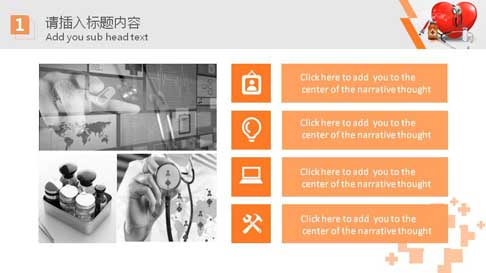 1
请插入标题内容
Add you sub head text
Click here to add you to the
center of the narrative thought
Click here to add you to the
center of the narrative thought
Click here to add you to the
center of the narrative thought
Click here to add you to the
center of the narrative thought